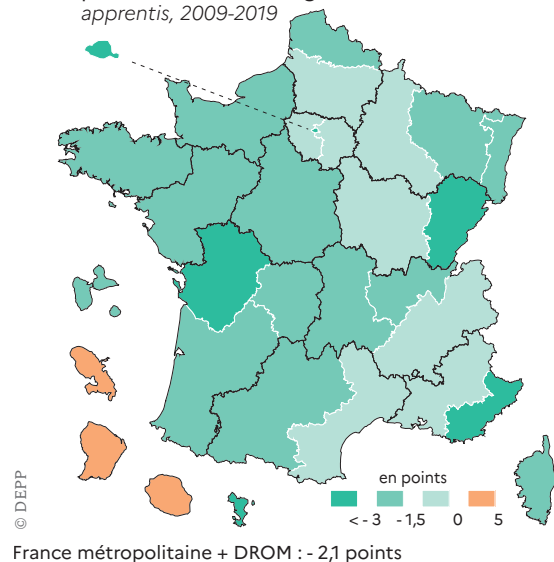 apprentis, 2009-2019
© DEPP
en points
< - 3 -1,5 0 5
France métropolitaine + DROM : - 2,1 points